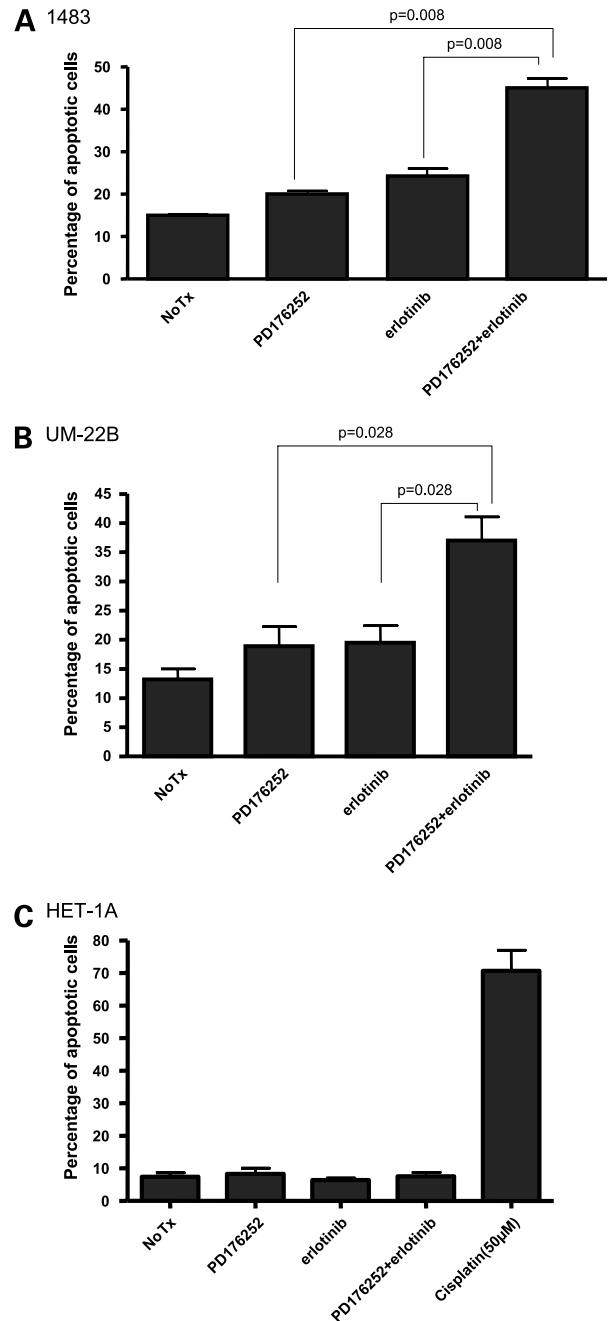 A 1483
p=0.008
p=0.008
Percentage of apoptotic cells
50
40
30
20
10
0
NoTx
PD176252
erlotinib
PD176252+erlotinib
B UM-22B
p=0.028
p=0.028
Percentage of apoptotic cells
45
40
35
30
25
20
15
10
5
0
NoTx
PD176252
erlotinib
PD176252+erlotinib
C HET-1A
Percentage of apoptotic cells
80
70
60
50
40
30
20
10
0
NoTx
PD176252
erlotinib
PD176252+erlotinib
Cisplatin(50μM)